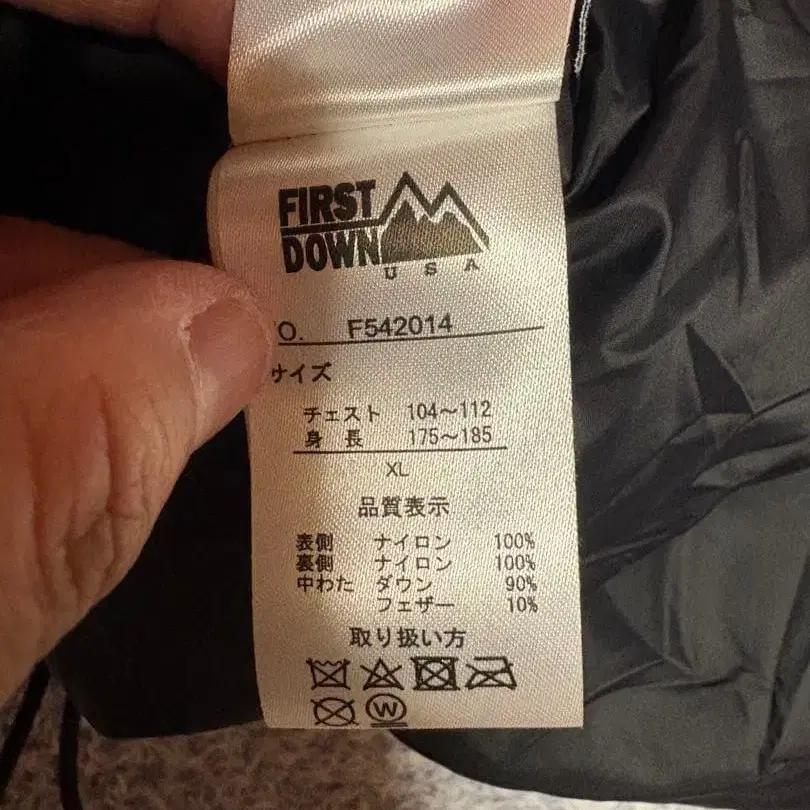 FIRST
DOWN
USA
O. F542014
サイズ
チェスト 104～112
身長 175～185
XL
品質表示
表側 ナイロン 100%
裏側 ナイロン 100%
中わた ダウン 90%
フェザー 10%
取り扱い方
W